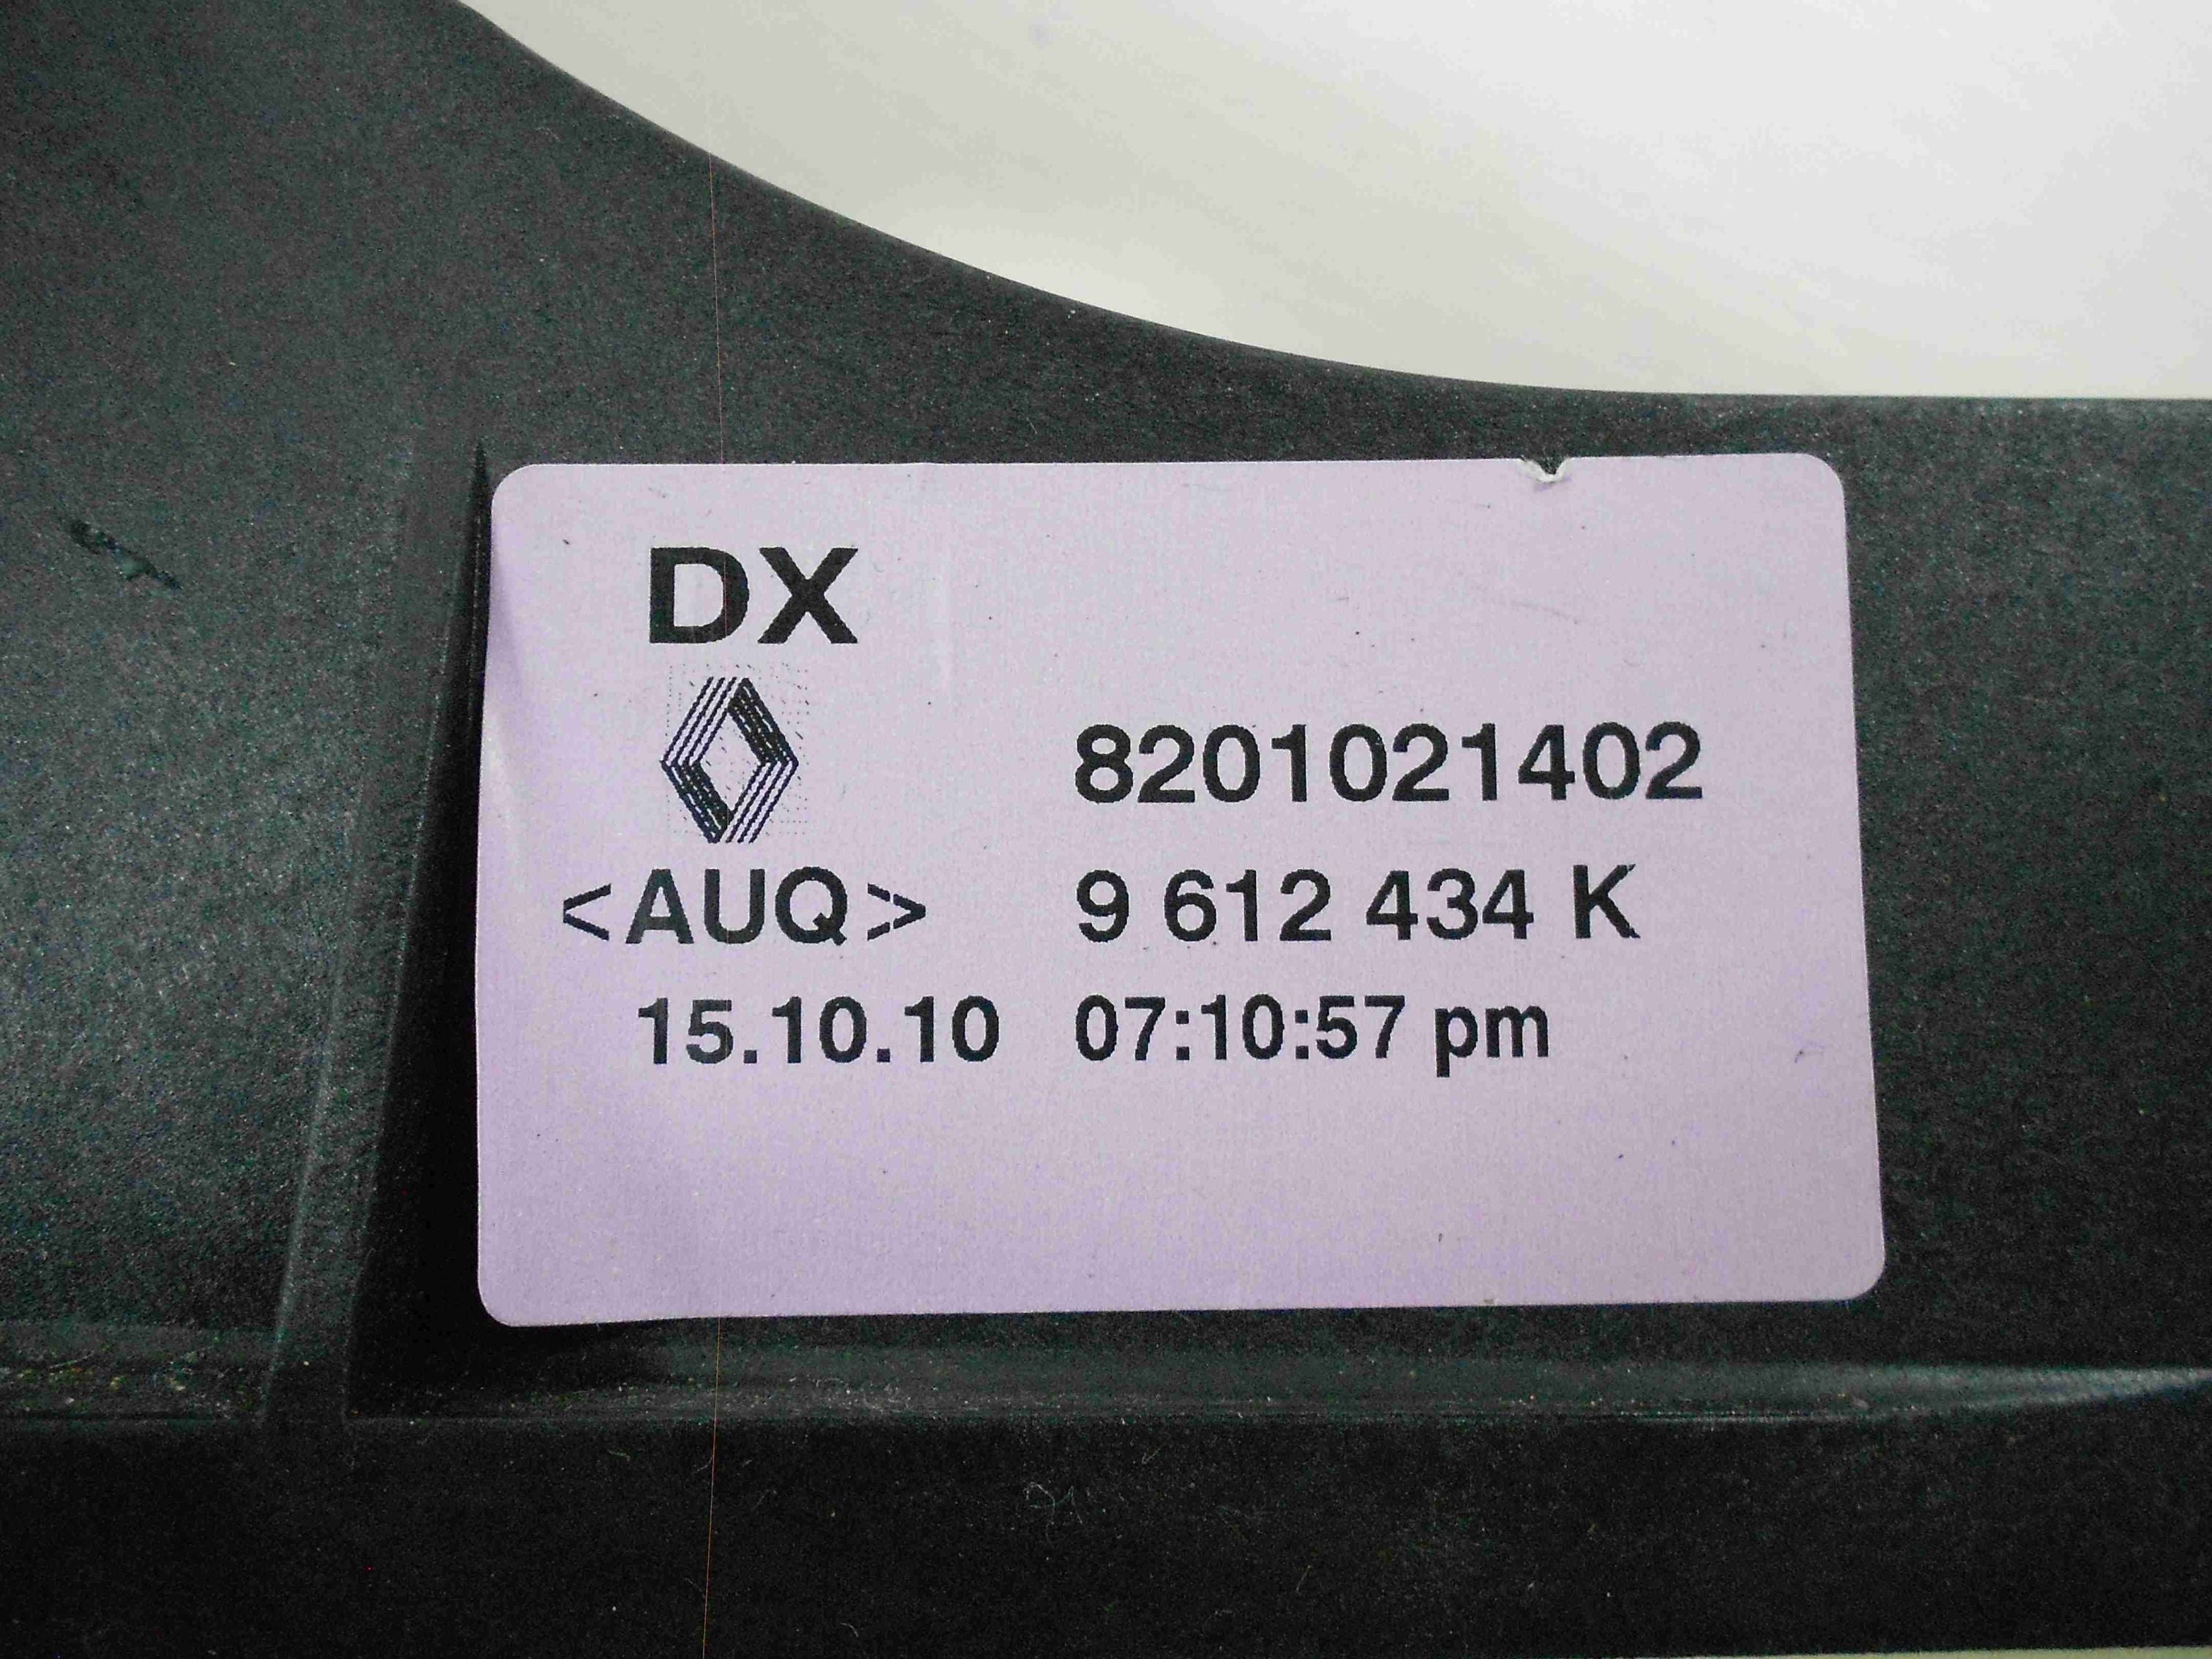 DX
8201021402
<AUQ> 9 612 434 K
15.10.10 07:10:57 pm